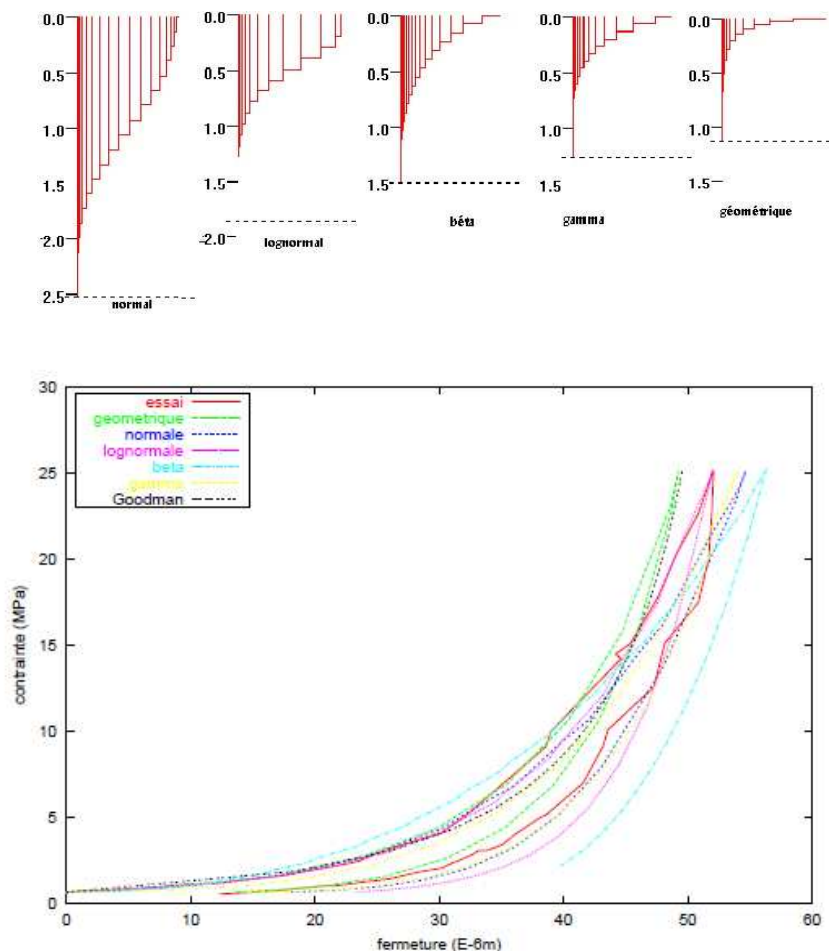 0.0
0.5
1.0
1.5
-2.0
2.5
normal
0.0
0.5
1.0
1.5
-2.0
lognormal
0.0
0.5
1.0
1.5
béta
0.0
0.5
1.0
1.5
gamma
0.0
0.5
1.0
1.5
géométrique
30
25
20
15
10
5
0
contrainte (MPa)
essai
geometrique
normale
lognormale
beta
gamma
Goodman
0 10 20 30 40 50 60
fermeture (E-6m)